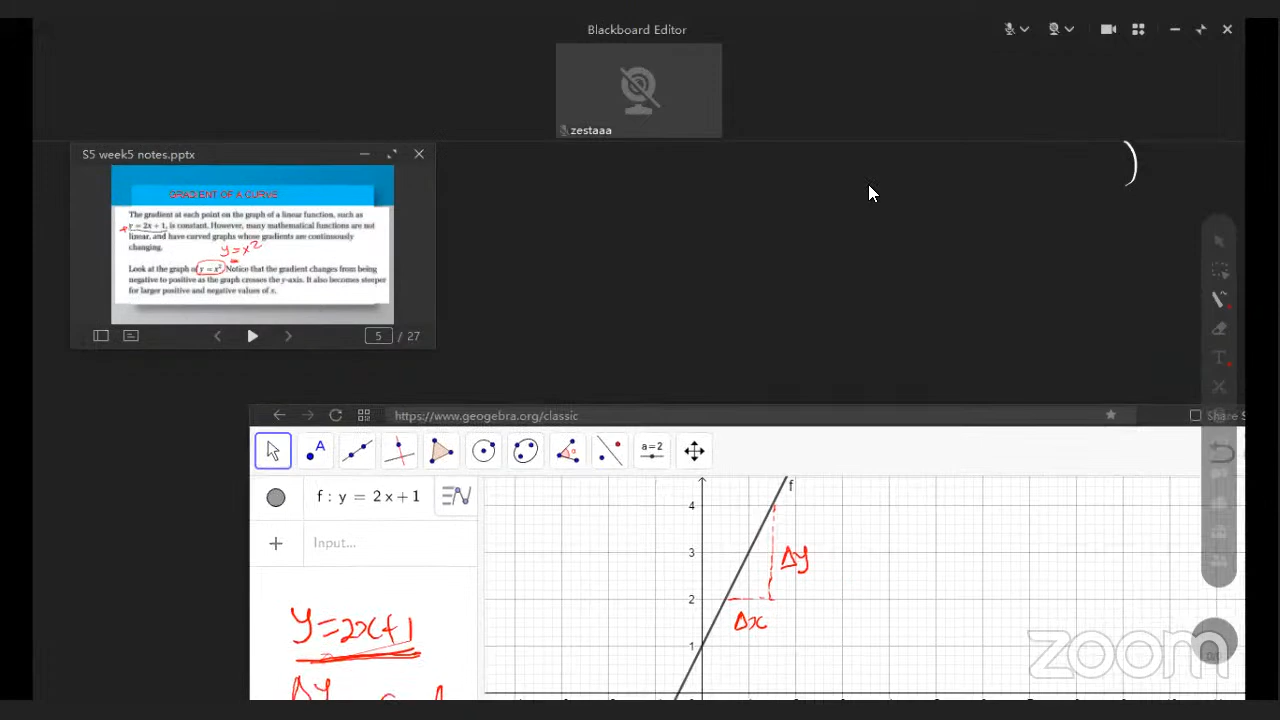 Blackboard Editor
zestaaa
S5 week5 notes.pptx
GRADIENT OF A CURVE
The gradient at each point on the graph of a linear function, such as
y = 2x + 1, is constant. However, many mathematical functions are not
linear, and have curved graphs whose gradients are continuously
changing.
y = x²
Look at the graph of y = x². Notice that the gradient changes from being
negative to positive as the graph crosses the y-axis. It also becomes steeper
for larger positive and negative values of x.
5 / 27
)
https://www.geogebra.org/classic
Share S
A
a=2
f : y = 2 x + 1
Input...
f
4
3
2
1
Δy
Δx
y=2x+1
Δy
zoom